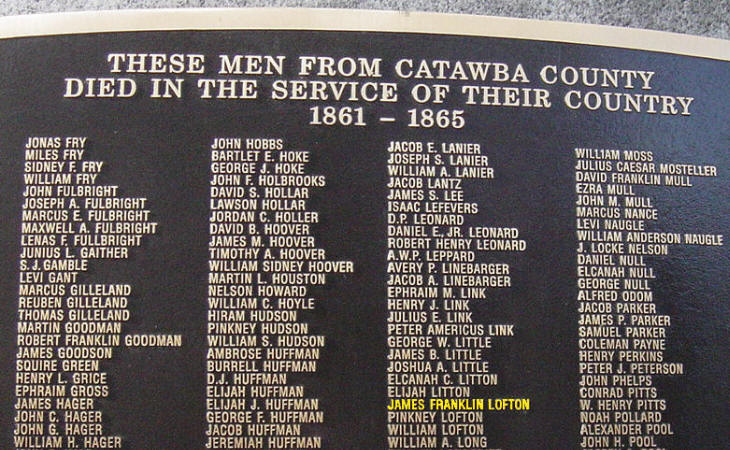 THESE MEN FROM CATAWBA COUNTY
DIED IN THE SERVICE OF THEIR COUNTRY
1861 – 1865
JONAS FRY
MILES FRY
SIDNEY F. FRY
WILLIAM FRY
JOHN FULBRIGHT
JOSEPH A. FULBRIGHT
MARCUS E. FULBRIGHT
MAXWELL A. FULBRIGHT
LENAS F. FULLBRIGHT
JUNIUS L. GAITHER
S.J. GAMBLE
LEVI GANT
MARCUS GILLELAND
REUBEN GILLELAND
THOMAS GILLELAND
MARTIN GOODMAN
ROBERT FRANKLIN GOODMAN
JAMES GOODSON
SQUIRE GREEN
HENRY L. GRICE
EPHRAIM GROSS
JAMES HAGER
JOHN C. HAGER
JOHN G. HAGER
WILLIAM H. HAGER
JOHN HOBBS
BARTLET E. HOKE
GEORGE J. HOKE
JOHN F. HOLBROOKS
DAVID S. HOLLAR
LAWSON HOLLAR
JORDAN C. HOLLER
DAVID B. HOOVER
JAMES M. HOOVER
TIMOTHY A. HOOVER
WILLIAM SIDNEY HOOVER
MARTIN L. HOUSTON
NELSON HOWARD
WILLIAM C. HOYLE
HIRAM HUDSON
PINKNEY HUDSON
WILLIAM S. HUDSON
AMBROSE HUFFMAN
BURRELL HUFFMAN
D.J. HUFFMAN
ELIJAH HUFFMAN
ELIJAH J. HUFFMAN
GEORGE F. HUFFMAN
JACOB HUFFMAN
JEREMIAH HUFFMAN
JACOB E. LANIER
JOSEPH S. LANIER
WILLIAM A. LANIER
JACOB LANTZ
JAMES S. LEE
ISAAC LEFEVERS
D.P. LEONARD
DANIEL E., JR. LEONARD
ROBERT HENRY LEONARD
A.W.P. LEPPARD
AVERY P. LINEBARGER
JACOB A. LINEBARGER
EPHRAIM M. LINK
HENRY J. LINK
JULIUS E. LINK
PETER AMERICUS LINK
GEORGE W. LITTLE
JAMES B. LITTLE
JOSHUA A. LITTLE
ELCANAH C. LITTON
ELIJAH LITTON
JAMES FRANKLIN LOFTON
PINKNEY LOFTON
WILLIAM LOFTON
WILLIAM A. LONG
WILLIAM MOSS
JULIUS CAESAR MOSTELLER
DAVID FRANKLIN MULL
EZRA MULL
JOHN M. MULL
MARCUS NANCE
LEVI NAUGLE
WILLIAM ANDERSON NAUGLE
J. LOCKE NELSON
DANIEL NULL
ELCANAH NULL
GEORGE NULL
ALFRED ODOM
JACOB PARKER
JAMES P. PARKER
SAMUEL PARKER
COLEMAN PAYNE
HENRY PERKINS
PETER J. PETERSON
JOHN PHELPS
CONRAD PITTS
W. HENRY PITTS
NOAH POLLARD
ALEXANDER POOL
JOHN H. POOL